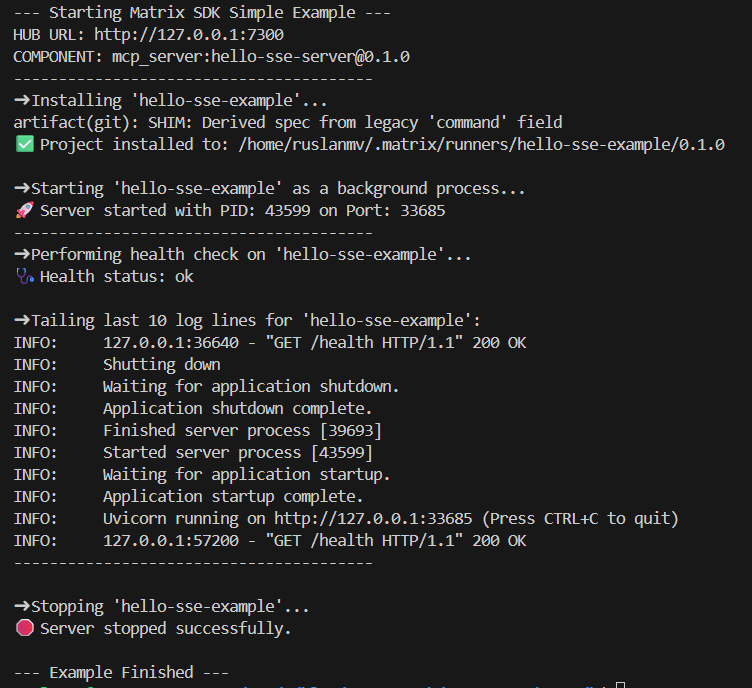 --- Starting Matrix SDK Simple Example ---
HUB URL: http://127.0.0.1:7300
COMPONENT: mcp_server:hello-sse-server@0.1.0
----------------------------------------
➜Installing 'hello-sse-example'...
artifact(git): SHIM: Derived spec from legacy 'command' field
✅ Project installed to: /home/ruslanmv/.matrix/runners/hello-sse-example/0.1.0
➜Starting 'hello-sse-example' as a background process...
🚀 Server started with PID: 43599 on Port: 33685
----------------------------------------
➜Performing health check on 'hello-sse-example'...
🩺 Health status: ok
➜Tailing last 10 log lines for 'hello-sse-example':
INFO:     127.0.0.1:36640 - "GET /health HTTP/1.1" 200 OK
INFO:     Shutting down
INFO:     Waiting for application shutdown.
INFO:     Application shutdown complete.
INFO:     Finished server process [39693]
INFO:     Started server process [43599]
INFO:     Waiting for application startup.
INFO:     Application startup complete.
INFO:     Uvicorn running on http://127.0.0.1:33685 (Press CTRL+C to quit)
INFO:     127.0.0.1:57200 - "GET /health HTTP/1.1" 200 OK
----------------------------------------
➜Stopping 'hello-sse-example'...
🛑 Server stopped successfully.
--- Example Finished ---